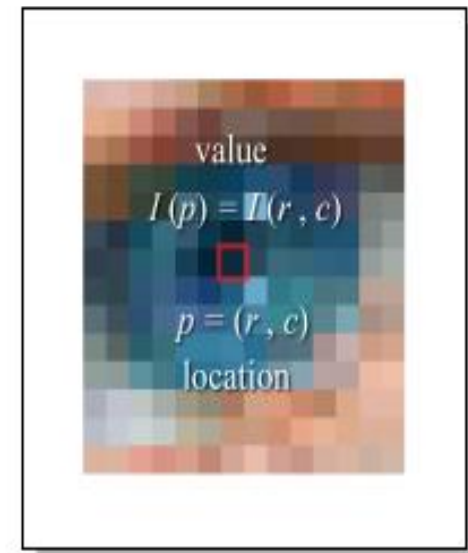 value
I(p) = I(r , c)
p = (r , c)
location